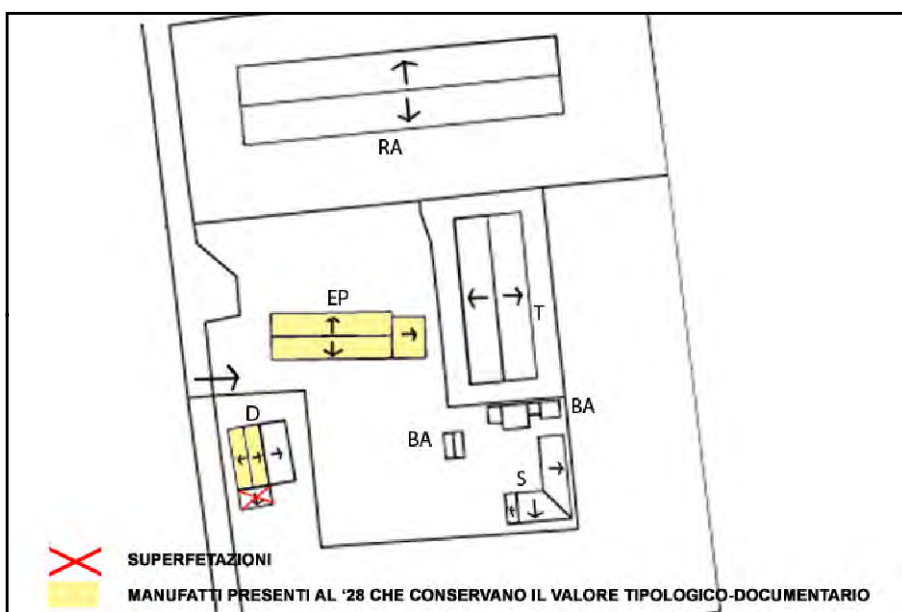 RA
EP
T
D
BA
BA
S
SUPERFETAZIONI
MANUFATTI PRESENTI AL ‘28 CHE CONSERVANO IL VALORE TIPOLOGICO-DOCUMENTARIO